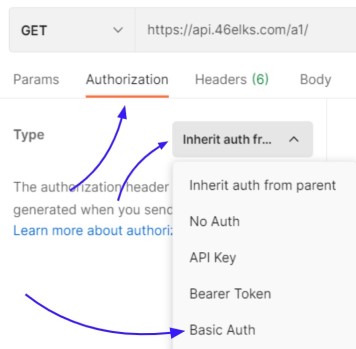 GET https://api.46elks.com/a1/
Params Authorization Headers (6) Body
Type Inherit auth fr...
The authorization header
generated when you send
Learn more about authoriz
Inherit auth from parent
No Auth
API Key
Bearer Token
Basic Auth